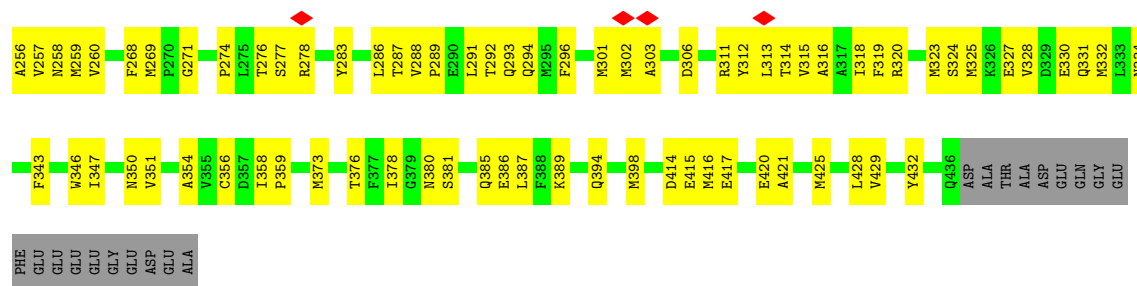 A256 V257 N258 M259 V260 F268 M269 P270 G271 P274 L275 T276 S277 R278 Y283 L286 T287 V288 P289 E290 L291 T292 Q293 Q294 M295 F296 M301 M302 A303 D306 R311 Y312 L313 T314 V315 A316 A317 I318 F319 R320 M323 S324 M325 K326 E327 V328 D329 E330 Q331 M332 L333
F343 W346 I347 N350 V351 A354 V355 C356 D357 I358 P359 M373 T376 F377 I378 G379 N380 S381 Q385 E386 L387 F388 K389 Q394 M398 D414 E415 M416 E417 E420 A421 M425 L428 V429 Y432 Q436 ASP ALA THR ALA ASP GLU GLN GLY GLU
PHE GLU GLU GLU GLU GLY GLU ASP GLU ALA